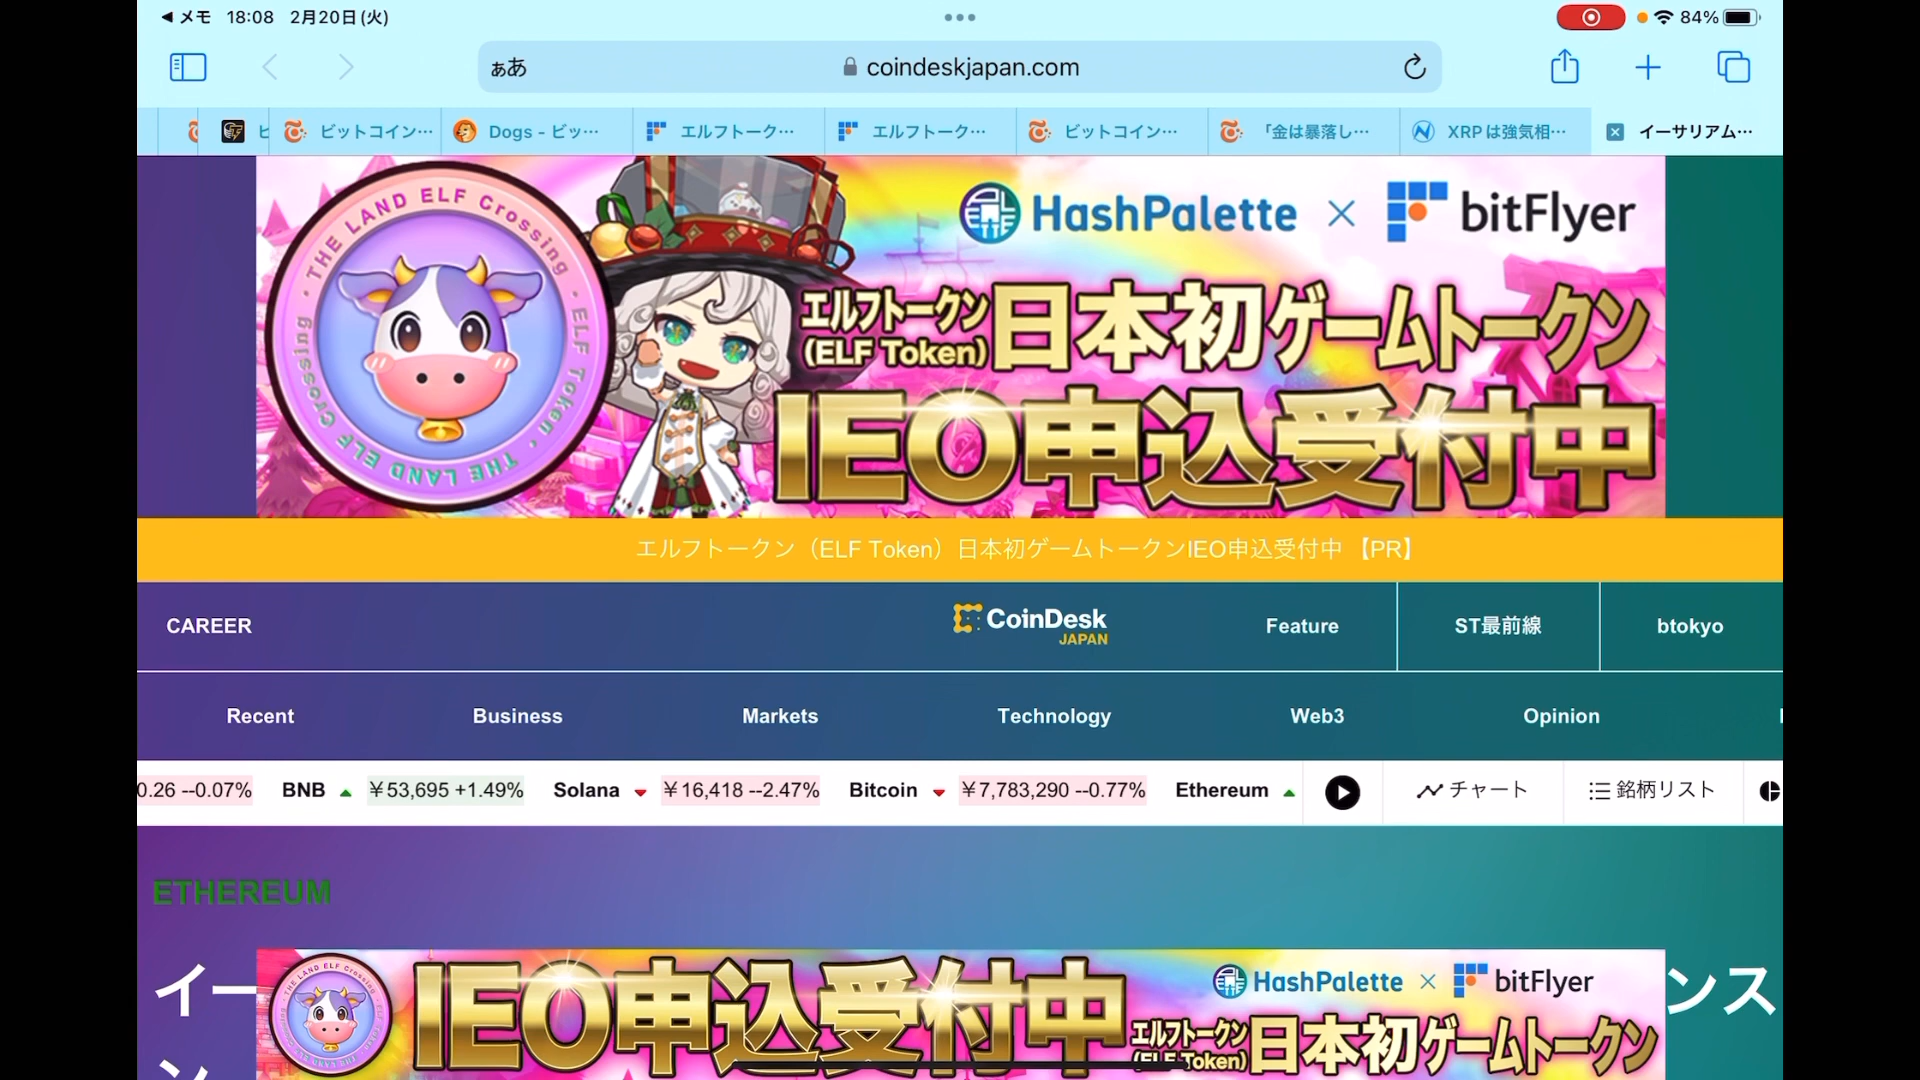 メモ 18:08 2月20日(火)
84%
ぁあ
coindeskjapan.com
ビットコイン…
Dogs - ビッ…
エルフトーク…
エルフトーク…
ビットコイン…
「金は暴落し…
XRPは強気相…
イーサリアム…
THE LAND ELF Crossing・ELF Token・THE LAND ELF Crossing・
HashPalette × bitFlyer
エルフトークン
(ELF Token)
日本初ゲームトークン
IEO申込受付中
エルフトークン（ELF Token）日本初ゲームトークンIEO申込受付中 【PR】
CAREER
CoinDesk
JAPAN
Feature
ST最前線
btokyo
Recent
Business
Markets
Technology
Web3
Opinion
0.26 --0.07%
BNB ▲ ¥53,695 +1.49%
Solana ▼ ¥16,418 --2.47%
Bitcoin ▼ ¥7,783,290 --0.77%
Ethereum ▲
チャート
銘柄リスト
ETHEREUM
イー
ンス
IEO申込受付中
HashPalette × bitFlyer
エルフトークン
(ELF Token)
日本初ゲームトークン
ン